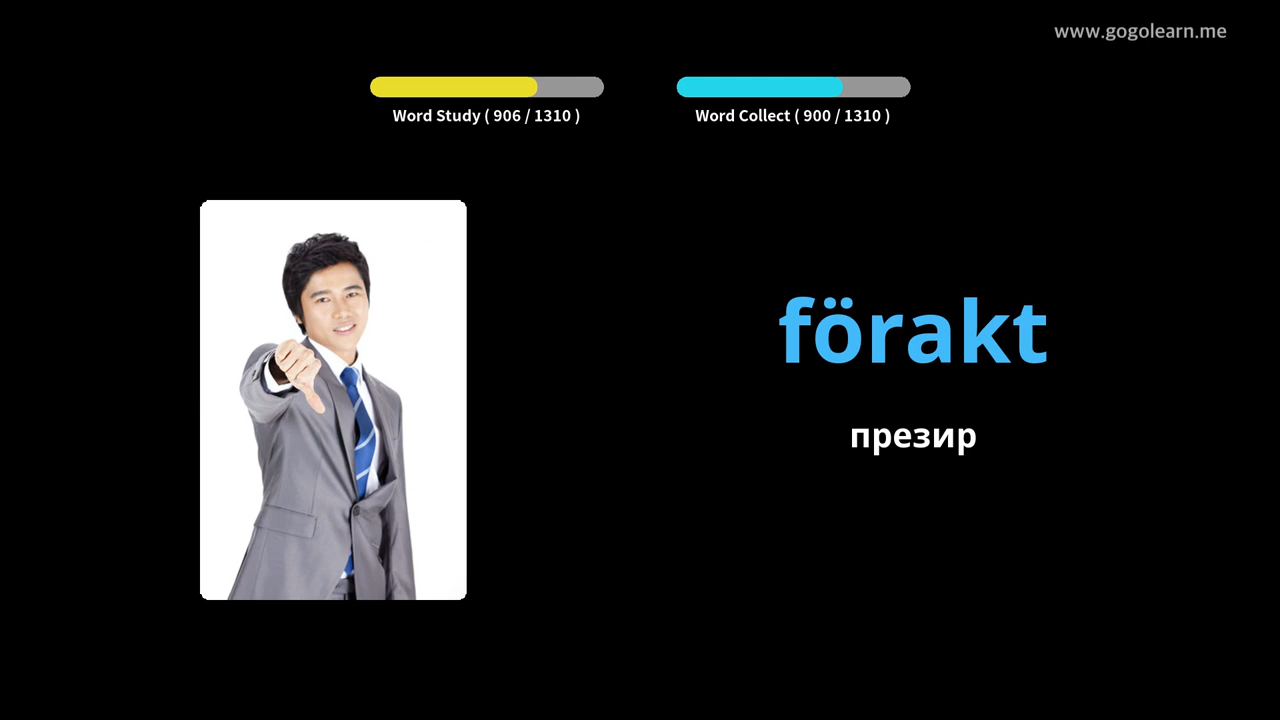 www.gogolearn.me
Word Study ( 906 / 1310 )
Word Collect ( 900 / 1310 )
förakt
презир